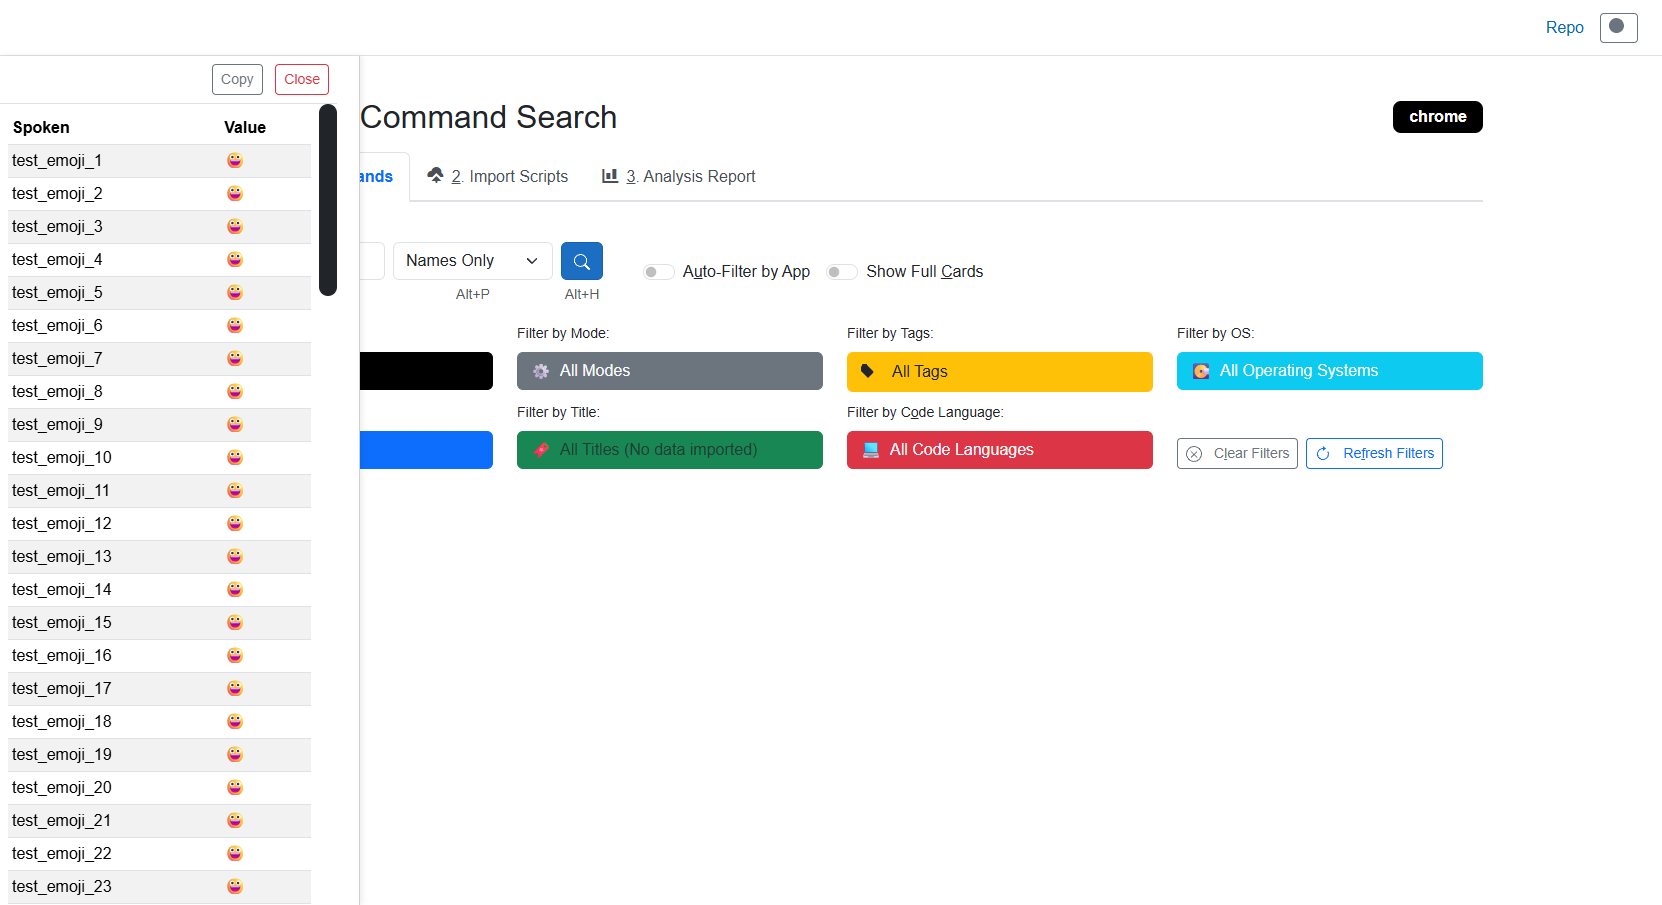 Repo
Copy Close
Spoken Value
test_emoji_1
test_emoji_2
test_emoji_3
test_emoji_4
test_emoji_5
test_emoji_6
test_emoji_7
test_emoji_8
test_emoji_9
test_emoji_10
test_emoji_11
test_emoji_12
test_emoji_13
test_emoji_14
test_emoji_15
test_emoji_16
test_emoji_17
test_emoji_18
test_emoji_19
test_emoji_20
test_emoji_21
test_emoji_22
test_emoji_23
Command Search
chrome
ands 2. Import Scripts 3. Analysis Report
Names Only
Auto-Filter by App Show Full Cards
Alt+P Alt+H
Filter by Mode: Filter by Tags: Filter by OS:
All Modes All Tags All Operating Systems
Filter by Title: Filter by Code Language:
All Titles (No data imported) All Code Languages Clear Filters Refresh Filters